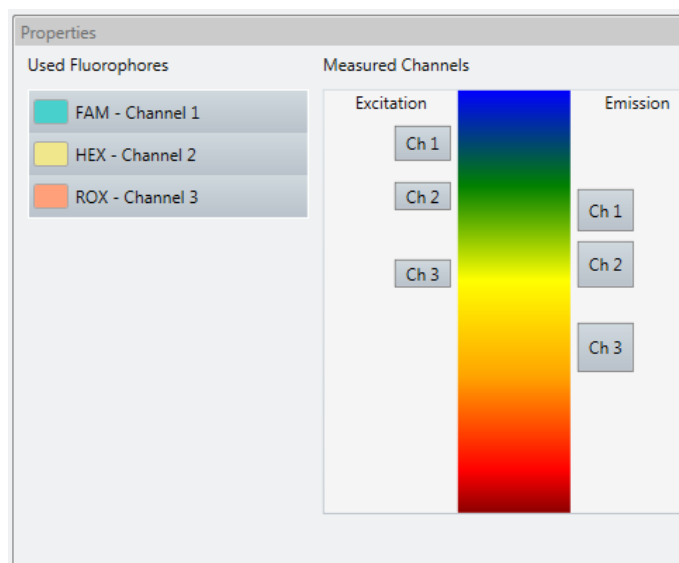 Properties
Used Fluorophores
FAM - Channel 1
HEX - Channel 2
ROX - Channel 3
Measured Channels
Excitation
Emission
Ch 1
Ch 2
Ch 3
Ch 1
Ch 2
Ch 3